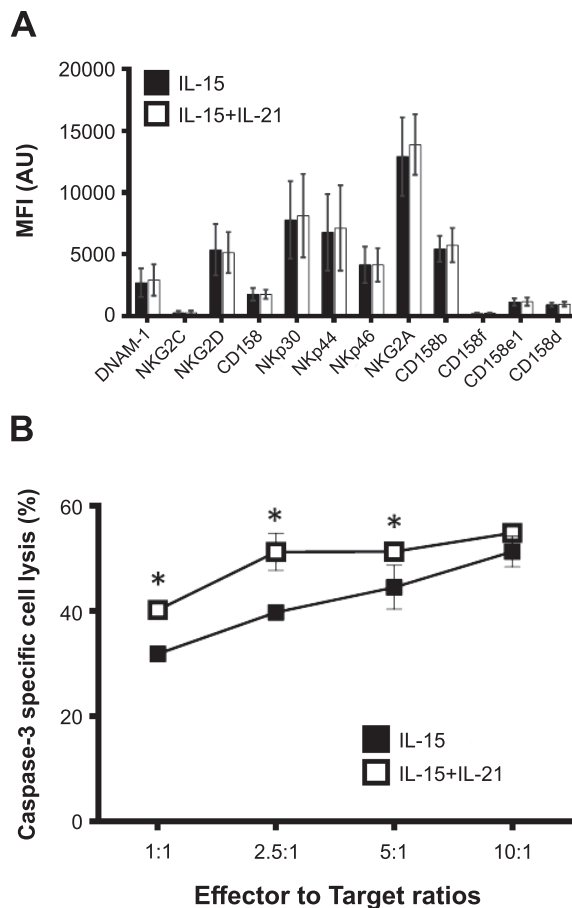 A
20000
15000
10000
5000
0
MFI (AU)
IL-15
IL-15+IL-21
DNAM-1
NKG2C
NKG2D
CD158
NKp30
NKp44
NKp46
NKG2A
CD158b
CD158f
CD158e1
CD158d
B
60
40
20
0
Caspase-3 specific cell lysis (%)
*
*
*
IL-15
IL-15+IL-21
1:1
2.5:1
5:1
10:1
Effector to Target ratios